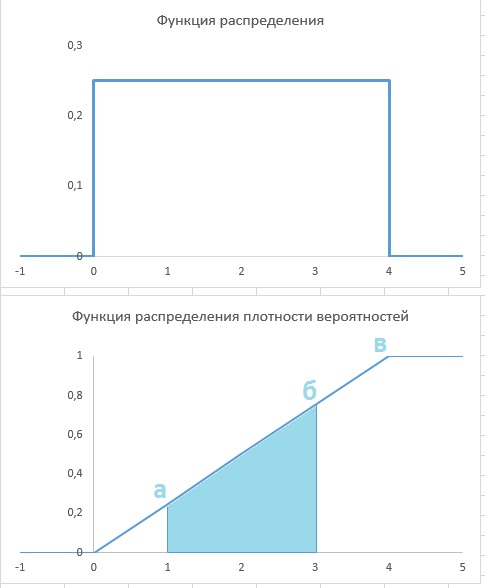 Функция распределения
0,3
0,2
0,1
0
-1 0 1 2 3 4 5
Функция распределения плотности вероятностей
в
1
б
0,8
0,6
0,4
а
0,2
0
-1 0 1 2 3 4 5